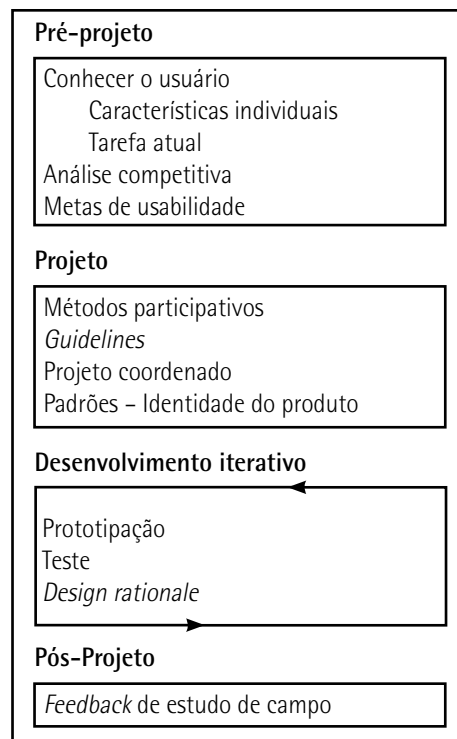 Pré-projeto
Conhecer o usuário
Características individuais
Tarefa atual
Análise competitiva
Metas de usabilidade
Projeto
Métodos participativos
Guidelines
Projeto coordenado
Padrões – Identidade do produto
Desenvolvimento iterativo
Prototipação
Teste
Design rationale
Pós-Projeto
Feedback de estudo de campo